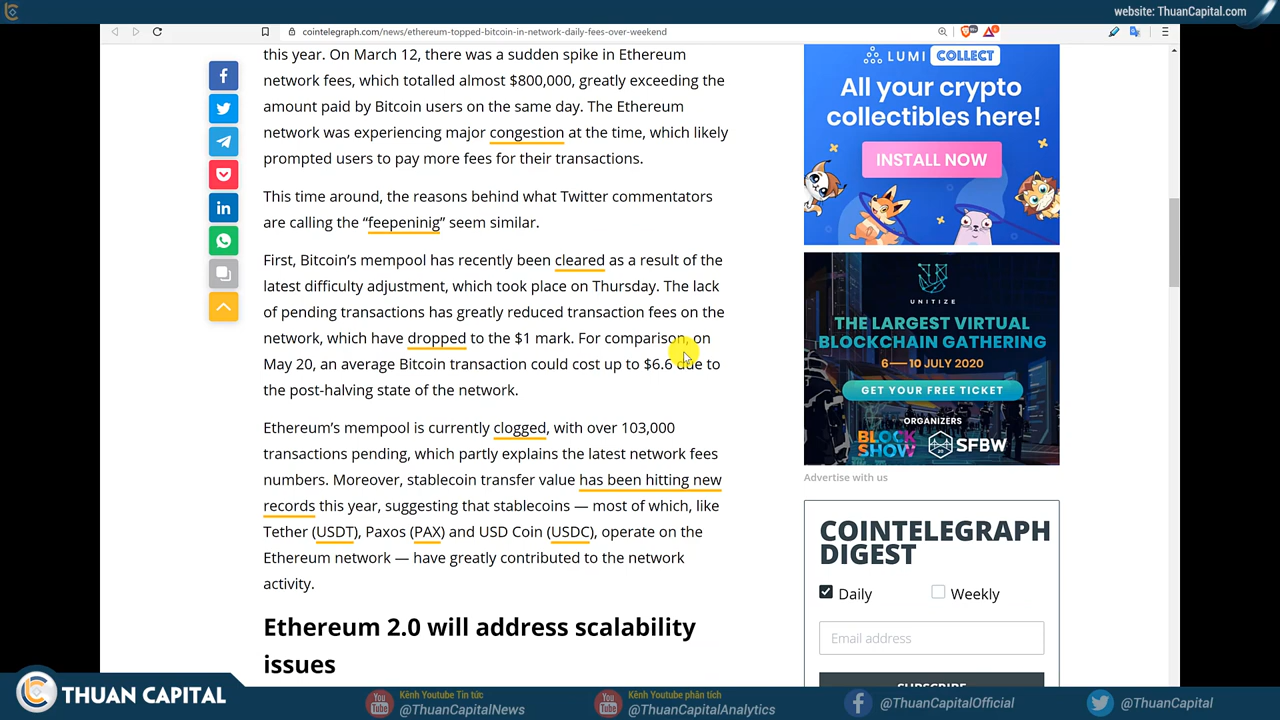 website: ThuanCapital.com
cointelegraph.com/news/ethereum-topped-bitcoin-in-network-daily-fees-over-weekend
this year. On March 12, there was a sudden spike in Ethereum
network fees, which totalled almost $800,000, greatly exceeding the
amount paid by Bitcoin users on the same day. The Ethereum
network was experiencing major congestion at the time, which likely
prompted users to pay more fees for their transactions.
This time around, the reasons behind what Twitter commentators
are calling the “feepeninig” seem similar.
First, Bitcoin’s mempool has recently been cleared as a result of the
latest difficulty adjustment, which took place on Thursday. The lack
of pending transactions has greatly reduced transaction fees on the
network, which have dropped to the $1 mark. For comparison, on
May 20, an average Bitcoin transaction could cost up to $6.6 due to
the post-halving state of the network.
Ethereum’s mempool is currently clogged, with over 103,000
transactions pending, which partly explains the latest network fees
numbers. Moreover, stablecoin transfer value has been hitting new
records this year, suggesting that stablecoins — most of which, like
Tether (USDT), Paxos (PAX) and USD Coin (USDC), operate on the
Ethereum network — have greatly contributed to the network
activity.
Ethereum 2.0 will address scalability
issues
LUMI COLLECT
All your crypto
collectibles here!
INSTALL NOW
UNITIZE
THE LARGEST VIRTUAL
BLOCKCHAIN GATHERING
6—10 JULY 2020
GET YOUR FREE TICKET
ORGANIZERS
BLOCK SHOW SFBW
Advertise with us
COINTELEGRAPH
DIGEST
Daily Weekly
Email address
SUBSCRIBE
THUAN CAPITAL
Kênh Youtube Tin tức
@ThuanCapitalNews
Kênh Youtube phân tích
@ThuanCapitalAnalytics
@ThuanCapitalOfficial
@ThuanCapital